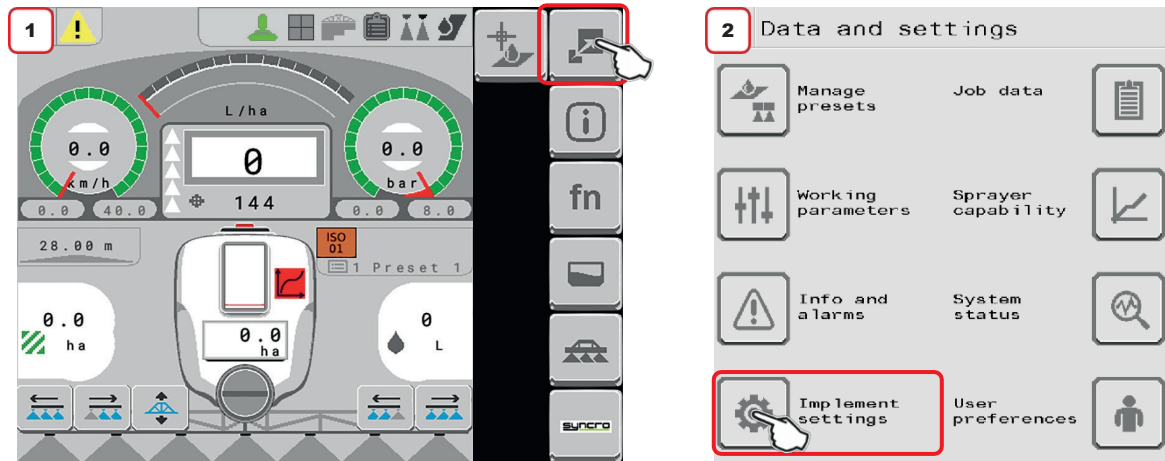 1
L/ha
0.0
km/h
0.0 40.0
0
144
0.0
bar
0.0 8.0
28.00 m
ISO
01
1 Preset 1
0.0
ha
0.0
ha
0
L
i
fn
syncro
2 Data and settings
Manage
presets
Job data
Working
parameters
Sprayer
capability
Info and
alarms
System
status
Implement
settings
User
preferences